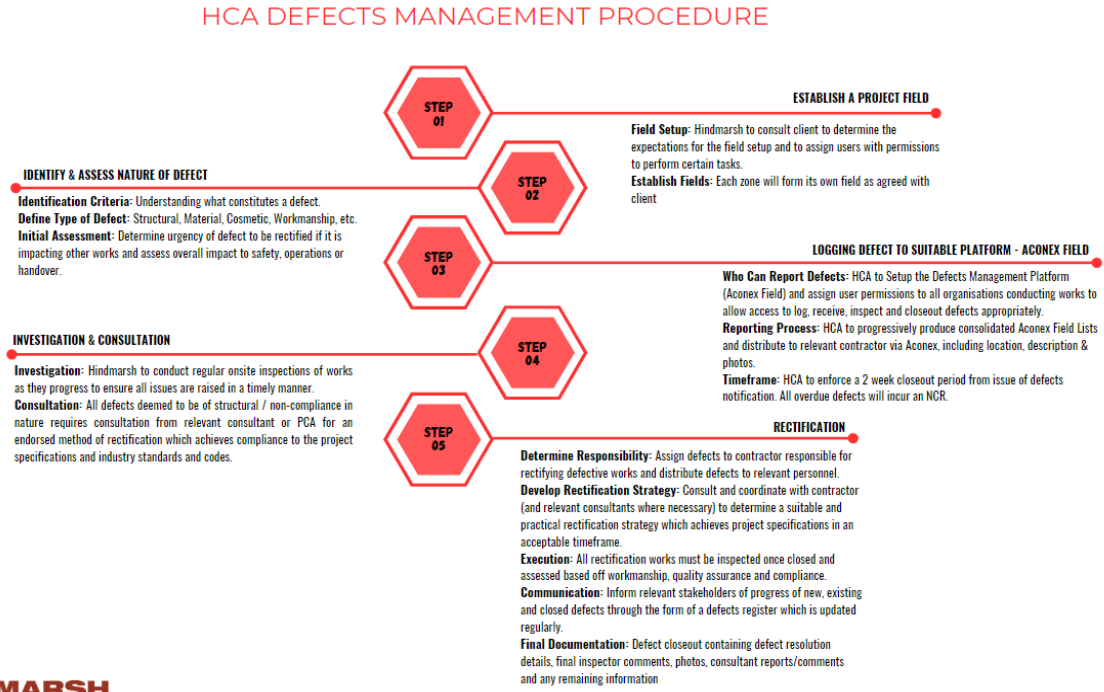 HCA DEFECTS MANAGEMENT PROCEDURE
STEP
01
ESTABLISH A PROJECT FIELD
Field Setup: Hindmarsh to consult client to determine the
expectations for the field setup and to assign users with permissions
to perform certain tasks.
Establish Fields: Each zone will form its own field as agreed with
client
STEP
02
IDENTIFY & ASSESS NATURE OF DEFECT
Identification Criteria: Understanding what constitutes a defect.
Define Type of Defect: Structural, Material, Cosmetic, Workmanship, etc.
Initial Assessment: Determine urgency of defect to be rectified if it is
impacting other works and assess overall impact to safety, operations or
handover.
STEP
03
LOGGING DEFECT TO SUITABLE PLATFORM - ACONEX FIELD
Who Can Report Defects: HCA to Setup the Defects Management Platform
(Aconex Field) and assign user permissions to all organisations conducting works to
allow access to log, receive, inspect and closeout defects appropriately.
Reporting Process: HCA to progressively produce consolidated Aconex Field Lists
and distribute to relevant contractor via Aconex, including location, description &
photos.
Timeframe: HCA to enforce a 2 week closeout period from issue of defects
notification. All overdue defects will incur an NCR.
STEP
04
INVESTIGATION & CONSULTATION
Investigation: Hindmarsh to conduct regular onsite inspections of works
as they progress to ensure all issues are raised in a timely manner.
Consultation: All defects deemed to be of structural / non-compliance in
nature requires consultation from relevant consultant or PCA for an
endorsed method of rectification which achieves compliance to the project
specifications and industry standards and codes.
STEP
05
RECTIFICATION
Determine Responsibility: Assign defects to contractor responsible for
rectifying defective works and distribute defects to relevant personnel.
Develop Rectification Strategy: Consult and coordinate with contractor
(and relevant consultants where necessary) to determine a suitable and
practical rectification strategy which achieves project specifications in an
acceptable timeframe.
Execution: All rectification works must be inspected once closed and
assessed based off workmanship, quality assurance and compliance.
Communication: Inform relevant stakeholders of progress of new, existing
and closed defects through the form of a defects register which is updated
regularly.
Final Documentation: Defect closeout containing defect resolution
details, final inspector comments, photos, consultant reports/comments
and any remaining information
MARSH